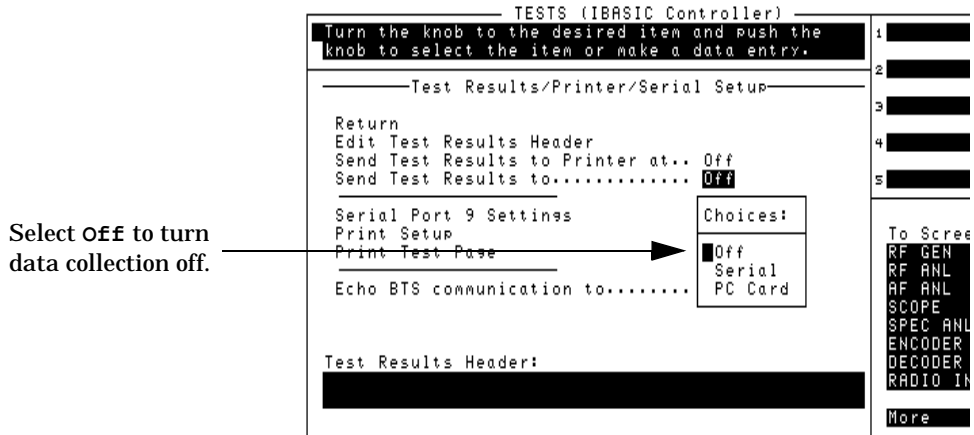 TESTS (IBASIC Controller)
Turn the knob to the desired item and push the
knob to select the item or make a data entry.
Test Results/Printer/Serial Setup
Return
Edit Test Results Header
Send Test Results to Printer at.. Off
Send Test Results to............. Off
Serial Port 9 Settings
Print Setup
Print Test Page
Echo BTS communication to........
Choices:
Off
Serial
PC Card
Test Results Header:
Select Off to turn
data collection off.
1
2
3
4
5
To Scree
RF GEN
RF ANL
AF ANL
SCOPE
SPEC ANL
ENCODER
DECODER
RADIO IN
More